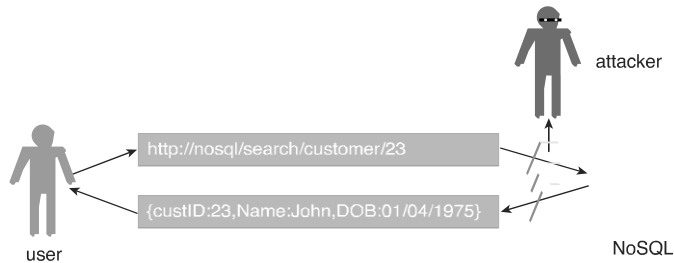 attacker
http://nosql/search/customer/23
{custID:23,Name:John,DOB:01/04/1975}
user
NoSQL